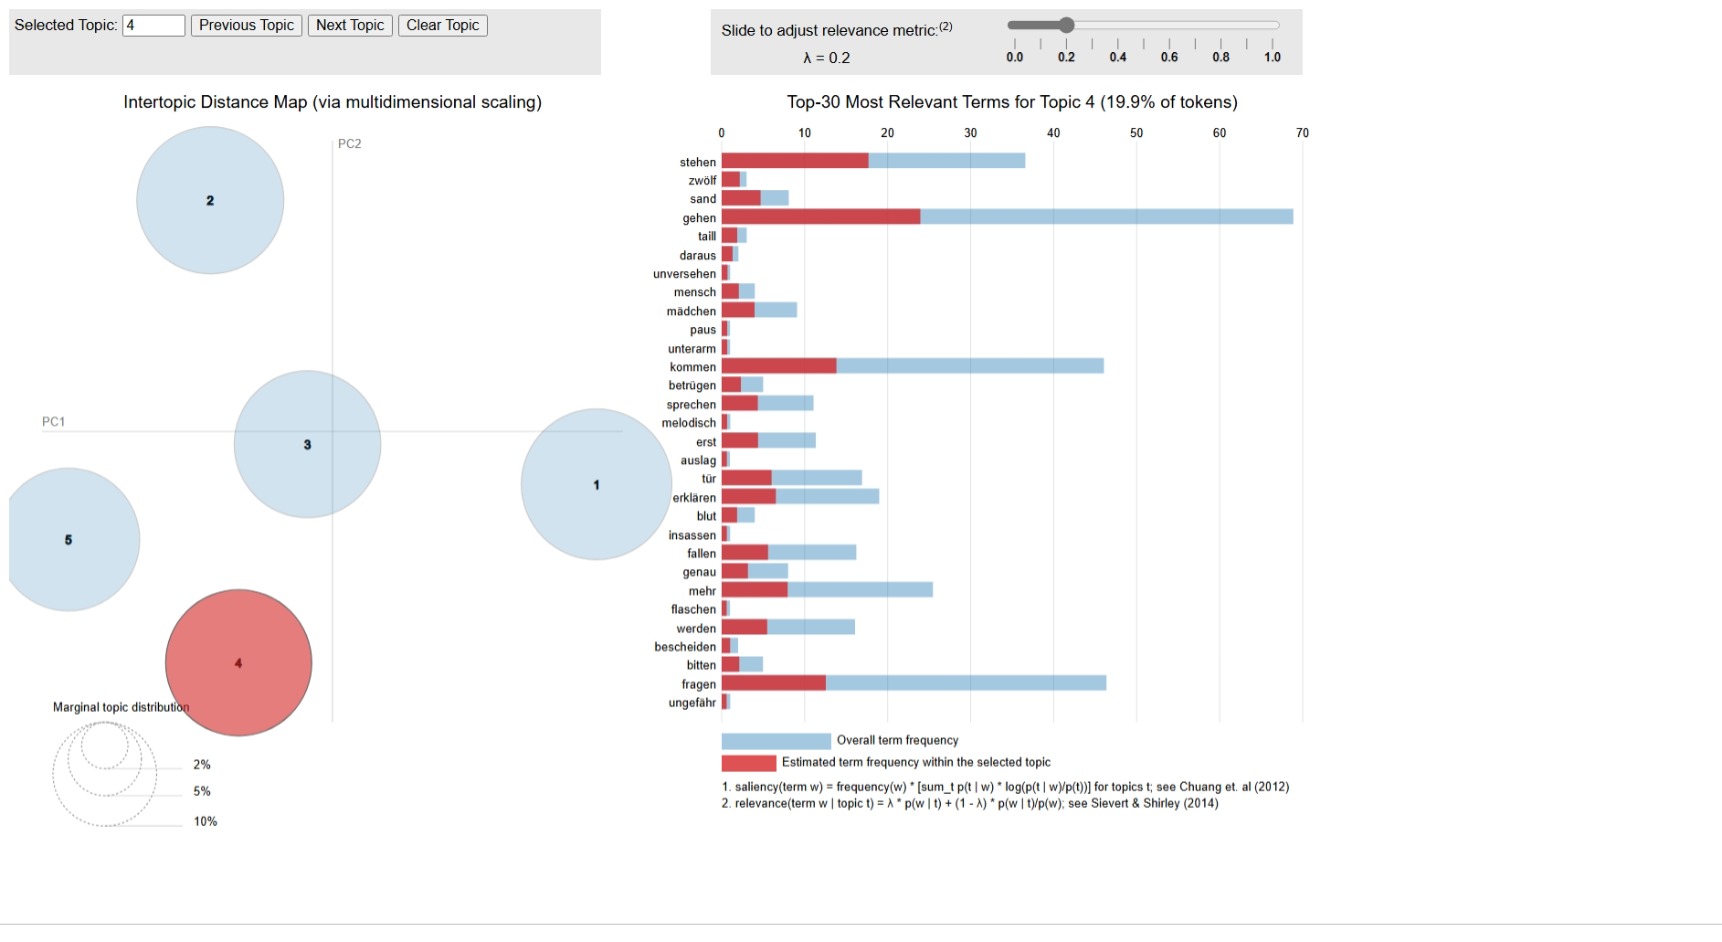 Selected Topic: 4 Previous Topic Next Topic Clear Topic
Slide to adjust relevance metric:(2)
λ = 0.2
0.0 0.2 0.4 0.6 0.8 1.0
Intertopic Distance Map (via multidimensional scaling)
PC2
PC1
2
3
1
5
4
Marginal topic distribution
2%
5%
10%
Top-30 Most Relevant Terms for Topic 4 (19.9% of tokens)
0 10 20 30 40 50 60 70
stehen
zwölf
sand
gehen
taill
daraus
unversehen
mensch
mädchen
paus
unterarm
kommen
betrügen
sprechen
melodisch
erst
auslag
tür
erklären
blut
insassen
fallen
genau
mehr
flaschen
werden
bescheiden
bitten
fragen
ungefähr
Overall term frequency
Estimated term frequency within the selected topic
1. saliency(term w) = frequency(w) * [sum_t p(t | w) * log(p(t | w)/p(t))] for topics t; see Chuang et. al (2012)
2. relevance(term w | topic t) = λ * p(w | t) + (1 - λ) * p(w | t)/p(w); see Sievert & Shirley (2014)